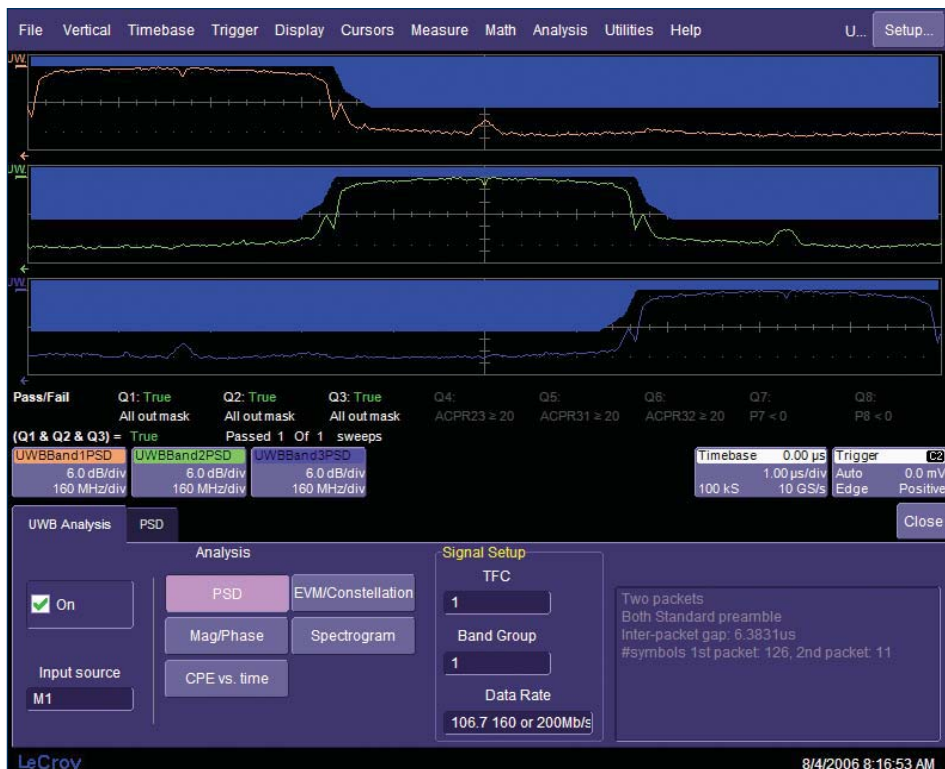 File Vertical Timebase Trigger Display Cursors Measure Math Analysis Utilities Help U... Setup...
Pass/Fail Q1: True Q2: True Q3: True Q4: Q5: Q6: Q7: Q8:
All out mask All out mask All out mask ACPR23 ≥ 20 ACPR31 ≥ 20 ACPR32 ≥ 20 P7 < 0 P8 < 0
(Q1 & Q2 & Q3) = True Passed 1 Of 1 sweeps
UWBBand1PSD UWBBand2PSD UWBBand3PSD Timebase 0.00 µs Trigger C2
6.0 dB/div 6.0 dB/div 6.0 dB/div 1.00 µs/div Auto 0.0 mV
160 MHz/div 160 MHz/div 160 MHz/div 100 kS 10 GS/s Edge Positive
UWB Analysis PSD Close
Analysis
Signal Setup
TFC
On
PSD EVM/Constellation
1
Mag/Phase Spectrogram
Band Group
1
Input source
CPE vs. time
M1
Data Rate
106.7 160 or 200Mb/s
Two packets
Both Standard preamble
Inter-packet gap: 6.3831us
#symbols 1st packet: 126, 2nd packet: 11
LeCroy 8/4/2006 8:16:53 AM